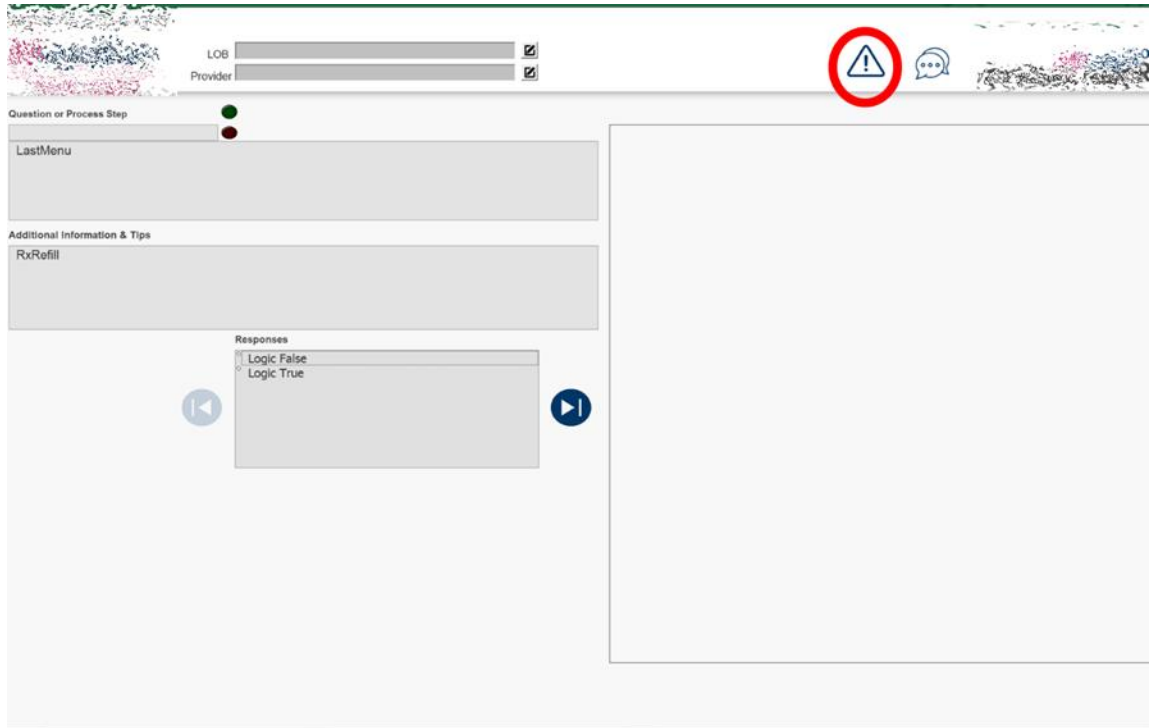 LOB
Provider
Question or Process Step
LastMenu
Additional Information & Tips
RxRefill
Responses
Logic False
Logic True